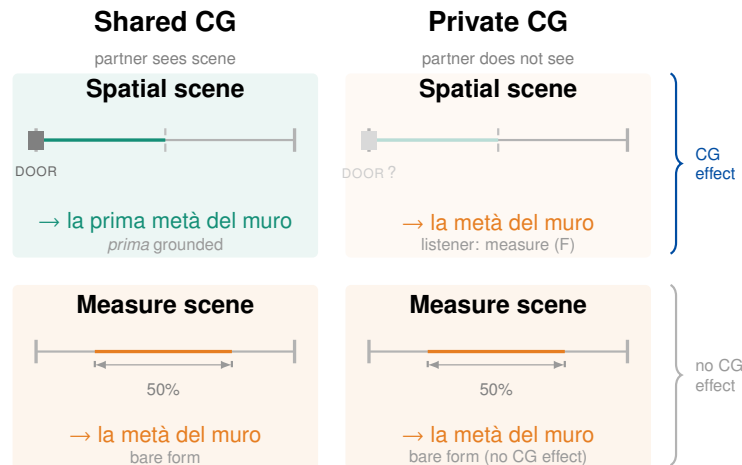 Shared CG
Private CG
partner sees scene
partner does not see
Spatial scene
DOOR
→ la prima metà del muro
prima grounded
Spatial scene
DOOR ?
→ la metà del muro
listener: measure (F)
CG
effect
Measure scene
50%
→ la metà del muro
bare form
Measure scene
50%
→ la metà del muro
bare form (no CG effect)
no CG
effect